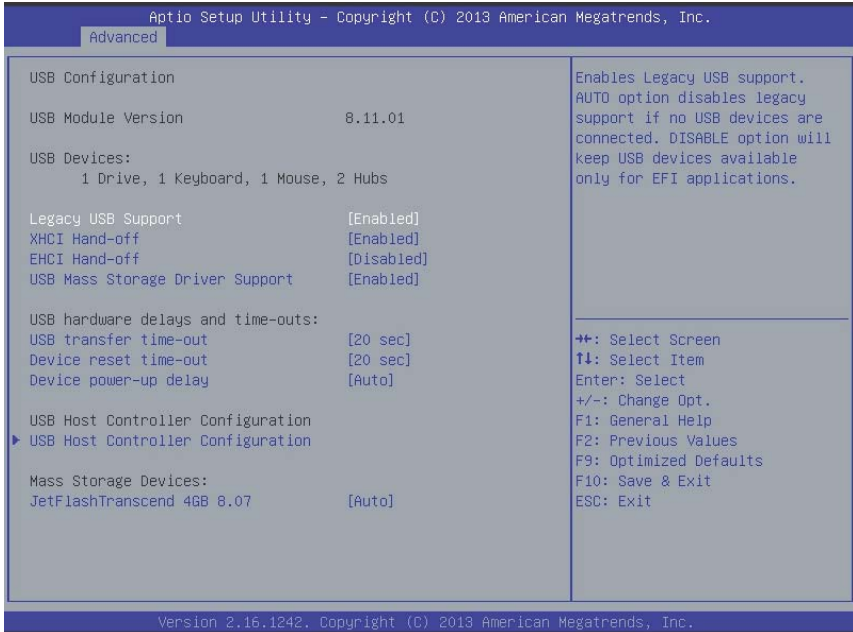 Aptio Setup Utility – Copyright (C) 2013 American Megatrends, Inc.
Advanced
USB Configuration
USB Module Version 8.11.01
USB Devices:
1 Drive, 1 Keyboard, 1 Mouse, 2 Hubs
Legacy USB Support [Enabled]
XHCI Hand-off [Enabled]
EHCI Hand-off [Disabled]
USB Mass Storage Driver Support [Enabled]
USB hardware delays and time-outs:
USB transfer time-out [20 sec]
Device reset time-out [20 sec]
Device power-up delay [Auto]
USB Host Controller Configuration
USB Host Controller Configuration
Mass Storage Devices:
JetFlashTranscend 4GB 8.07 [Auto]
Enables Legacy USB support.
AUTO option disables legacy
support if no USB devices are
connected. DISABLE option will
keep USB devices available
only for EFI applications.
→←: Select Screen
↑↓: Select Item
Enter: Select
+/-: Change Opt.
F1: General Help
F2: Previous Values
F9: Optimized Defaults
F10: Save & Exit
ESC: Exit
Version 2.16.1242. Copyright (C) 2013 American Megatrends, Inc.